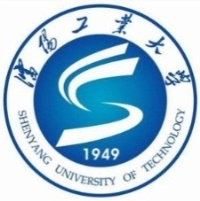 沈阳工业大学
1949
SHENYANG UNIVERSITY OF TECHNOLOGY